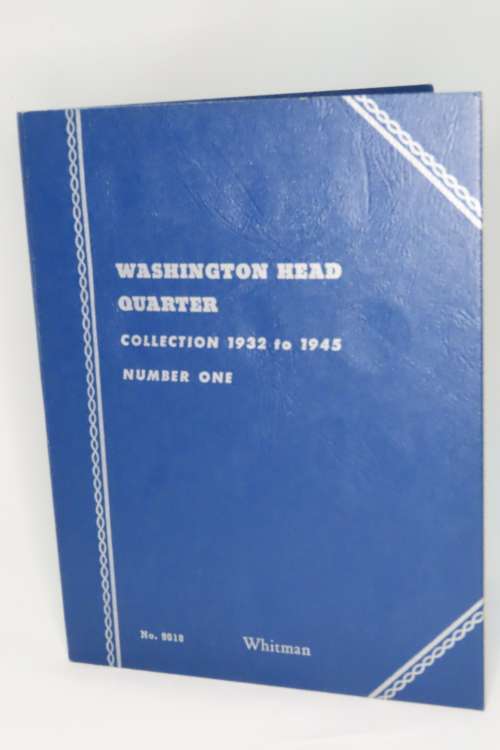 WASHINGTON HEAD
QUARTER
COLLECTION 1932 to 1945
NUMBER ONE
No. 9018
Whitman